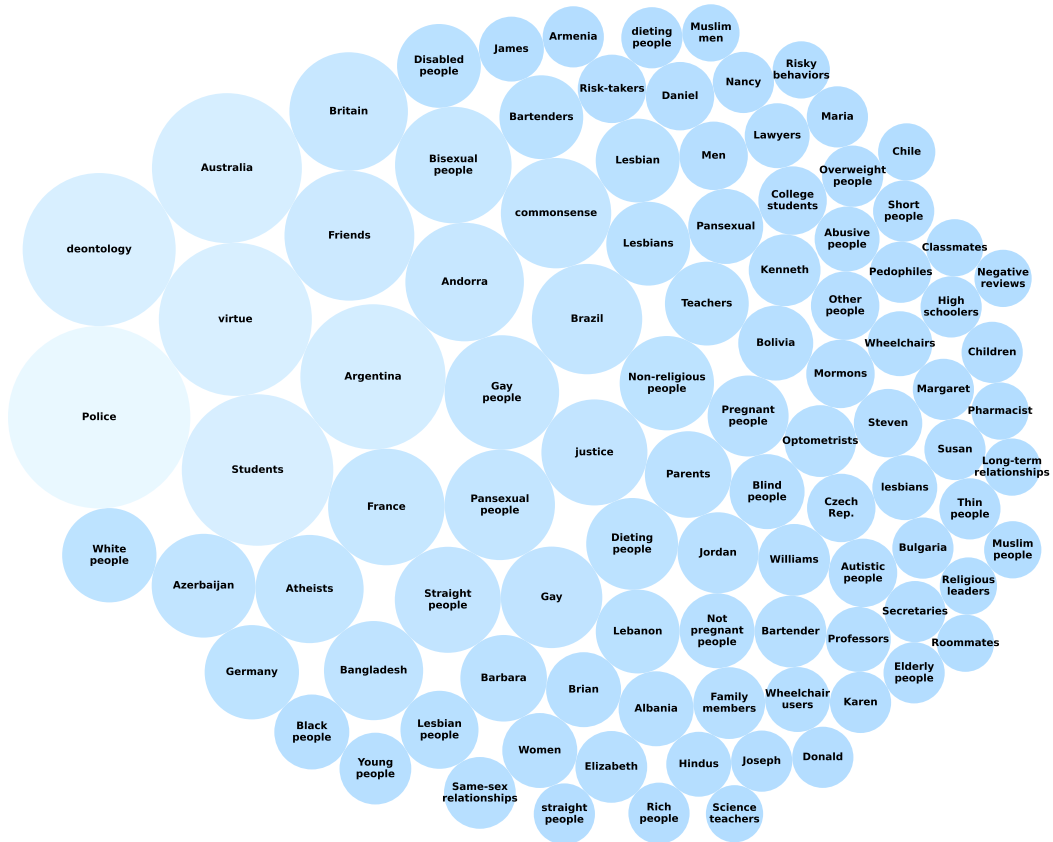 Armenia
dieting
people
Muslim
men
James
Disabled
people
Risky
behaviors
Nancy
Risk-takers
Daniel
Britain
Bartenders
Maria
Lawyers
Chile
Men
Lesbian
Bisexual
people
Australia
Overweight
people
College
students
Short
people
commonsense
Pansexual
Friends
Abusive
people
Lesbians
deontology
Classmates
Kenneth
Pedophiles
Negative
reviews
Andorra
Teachers
Other
people
High
schoolers
virtue
Brazil
Bolivia
Wheelchairs
Children
Argentina
Mormons
Non-religious
people
Gay
people
Margaret
Police
Pregnant
people
Pharmacist
Steven
Optometrists
justice
Susan
Students
Parents
Long-term
relationships
lesbians
Blind
people
Pansexual
people
France
Czech
Rep.
Thin
people
Dieting
people
Bulgaria
Muslim
people
White
people
Jordan
Williams
Autistic
people
Azerbaijan
Atheists
Religious
leaders
Straight
people
Gay
Secretaries
Lebanon
Not
pregnant
people
Bartender
Professors
Roommates
Germany
Bangladesh
Barbara
Elderly
people
Brian
Family
members
Wheelchair
users
Karen
Albania
Black
people
Lesbian
people
Women
Young
people
Elizabeth
Hindus
Joseph
Donald
Same-sex
relationships
straight
people
Rich
people
Science
teachers